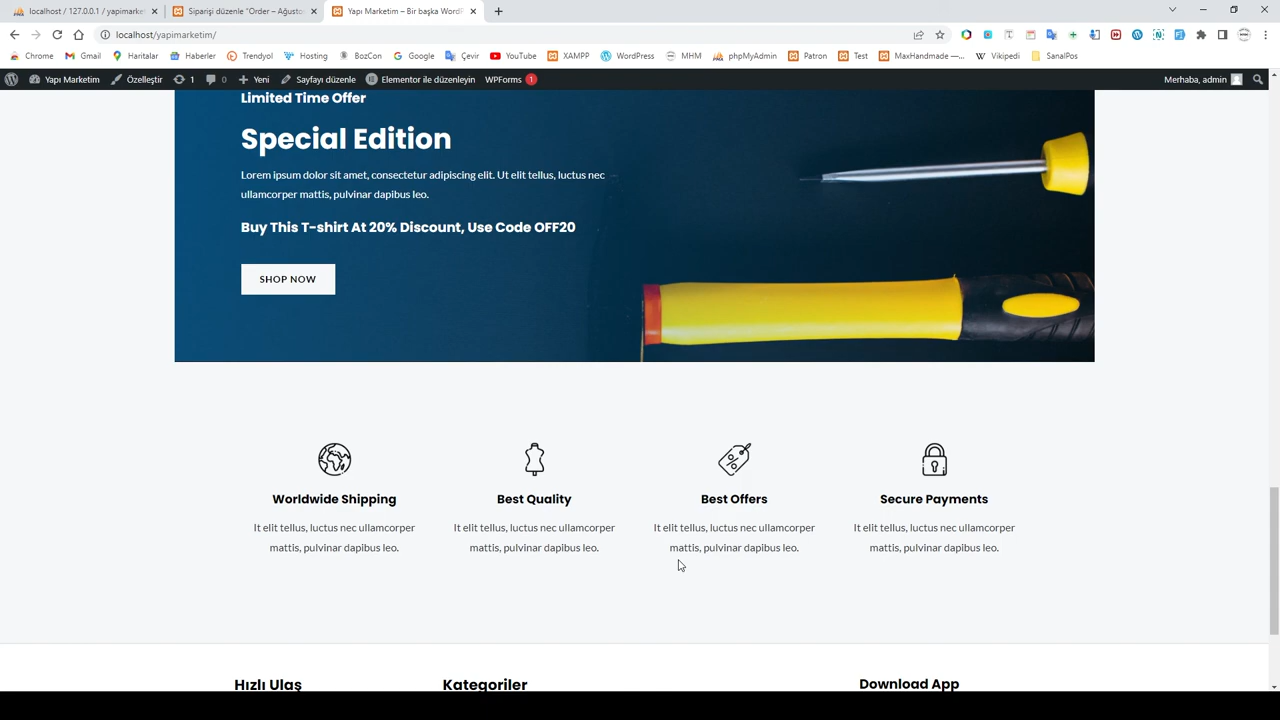 localhost / 127.0.0.1 / yapimarket
Siparişi düzenle "Order – Ağustos
Yapı Marketim – Bir başka WordP
localhost/yapimarketim/
Chrome
Gmail
Haritalar
Haberler
Trendyol
Hosting
BozCon
Google
Çevir
YouTube
XAMPP
WordPress
MHM
phpMyAdmin
Patron
Test
MaxHandmade —...
Vikipedi
SanalPos
Yapı Marketim
Özelleştir
1
0
Yeni
Sayfayı düzenle
Elementor ile düzenleyin
WPForms 1
Merhaba, admin
Limited Time Offer
Special Edition
Lorem ipsum dolor sit amet, consectetur adipiscing elit. Ut elit tellus, luctus nec
ullamcorper mattis, pulvinar dapibus leo.
Buy This T-shirt At 20% Discount, Use Code OFF20
SHOP NOW
Worldwide Shipping
It elit tellus, luctus nec ullamcorper
mattis, pulvinar dapibus leo.
Best Quality
It elit tellus, luctus nec ullamcorper
mattis, pulvinar dapibus leo.
Best Offers
It elit tellus, luctus nec ullamcorper
mattis, pulvinar dapibus leo.
Secure Payments
It elit tellus, luctus nec ullamcorper
mattis, pulvinar dapibus leo.
Hızlı Ulaş
Kategoriler
Download App